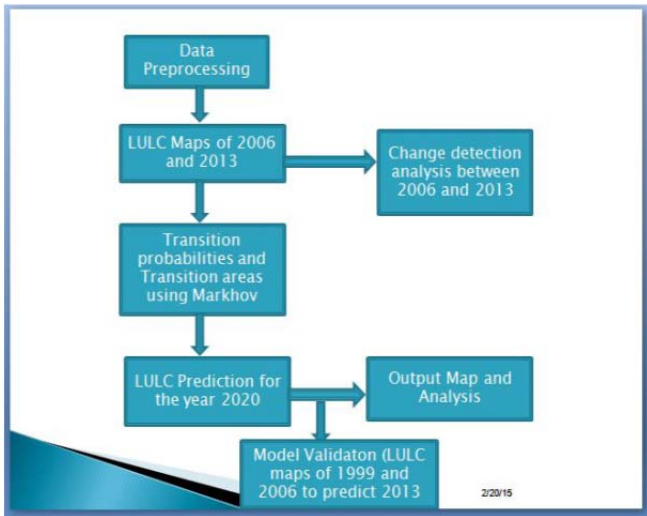 Data
Preprocessing
LULC Maps of 2006
and 2013
Change detection
analysis between
2006 and 2013
Transition
probabilities and
Transition areas
using Markhov
LULC Prediction for
the year 2020
Output Map and
Analysis
Model Validaton (LULC
maps of 1999 and
2006 to predict 2013
2/20/15